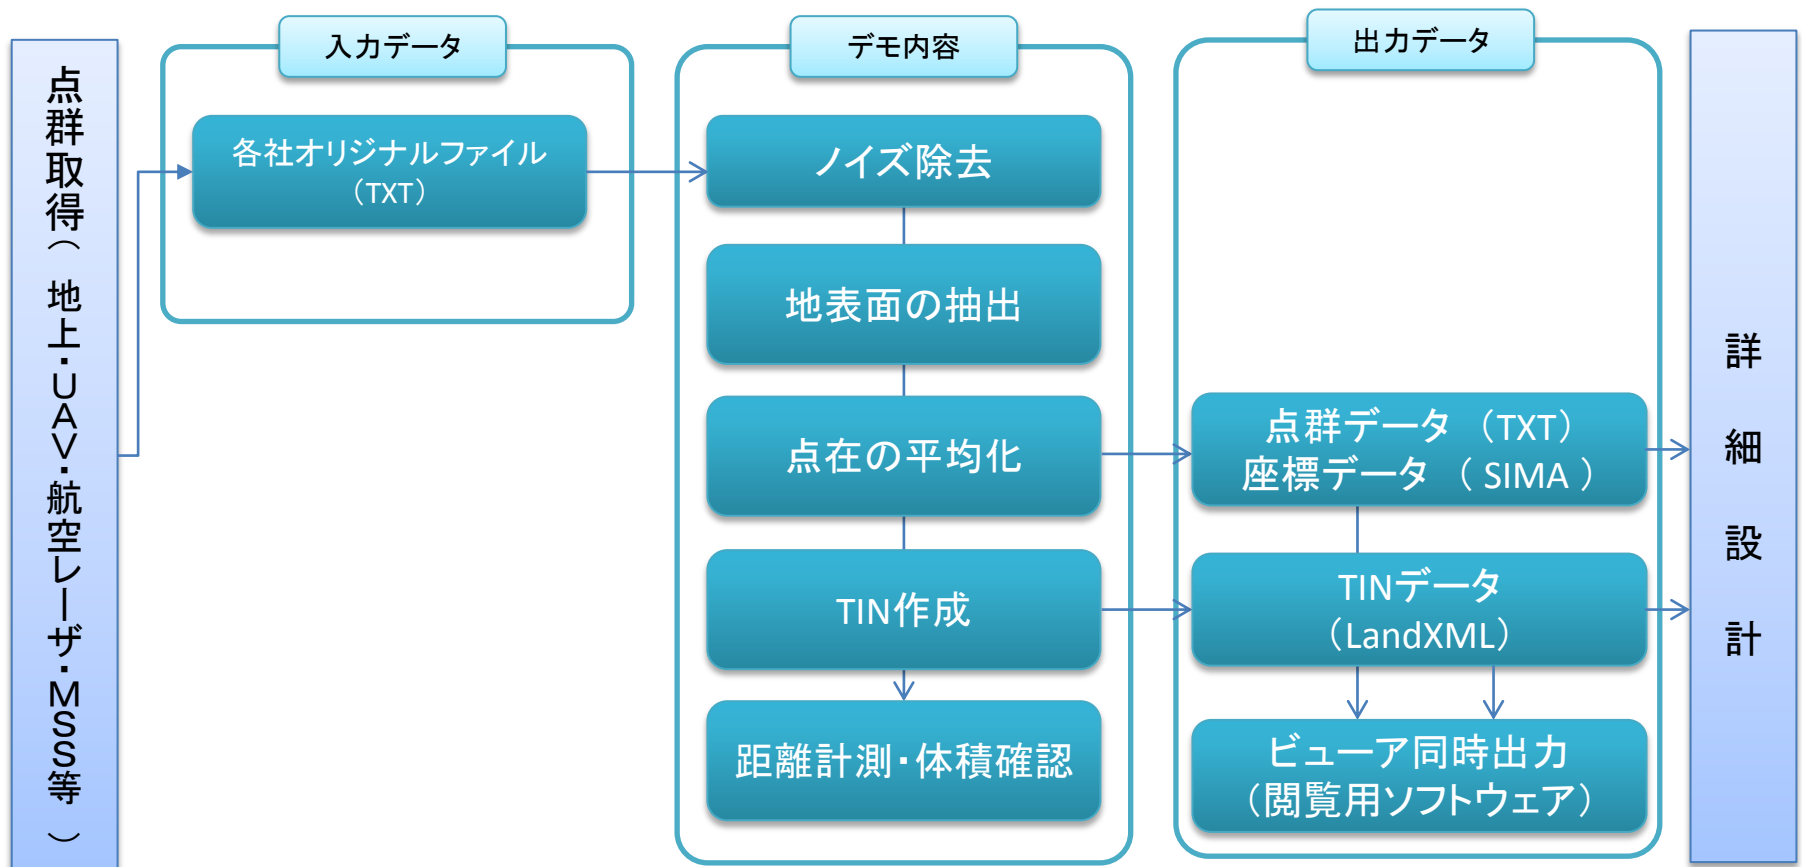 点群取得（ 地上・UAV・航空レーザ・MSS等 ）
入力データ
各社オリジナルファイル
（TXT）
デモ内容
ノイズ除去
地表面の抽出
点在の平均化
TIN作成
距離計測・体積確認
出力データ
点群データ （TXT）
座標データ （ SIMA ）
TINデータ
（LandXML）
ビューア同時出力
（閲覧用ソフトウェア）
詳細設計